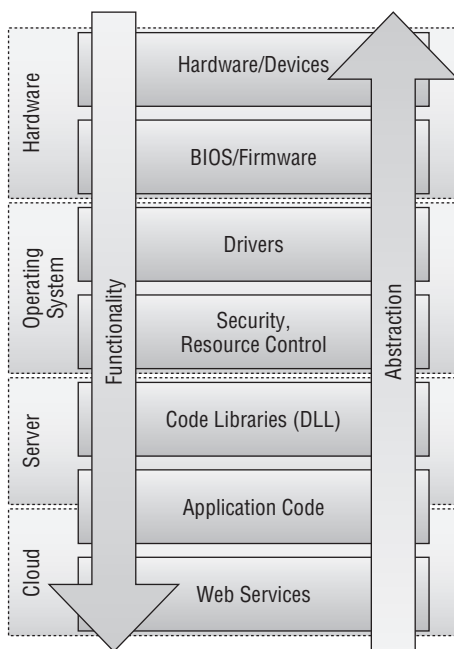 Hardware
Hardware/Devices
BIOS/Firmware
Operating
System
Drivers
Security,
Resource Control
Server
Code Libraries (DLL)
Application Code
Cloud
Web Services
Functionality
Abstraction